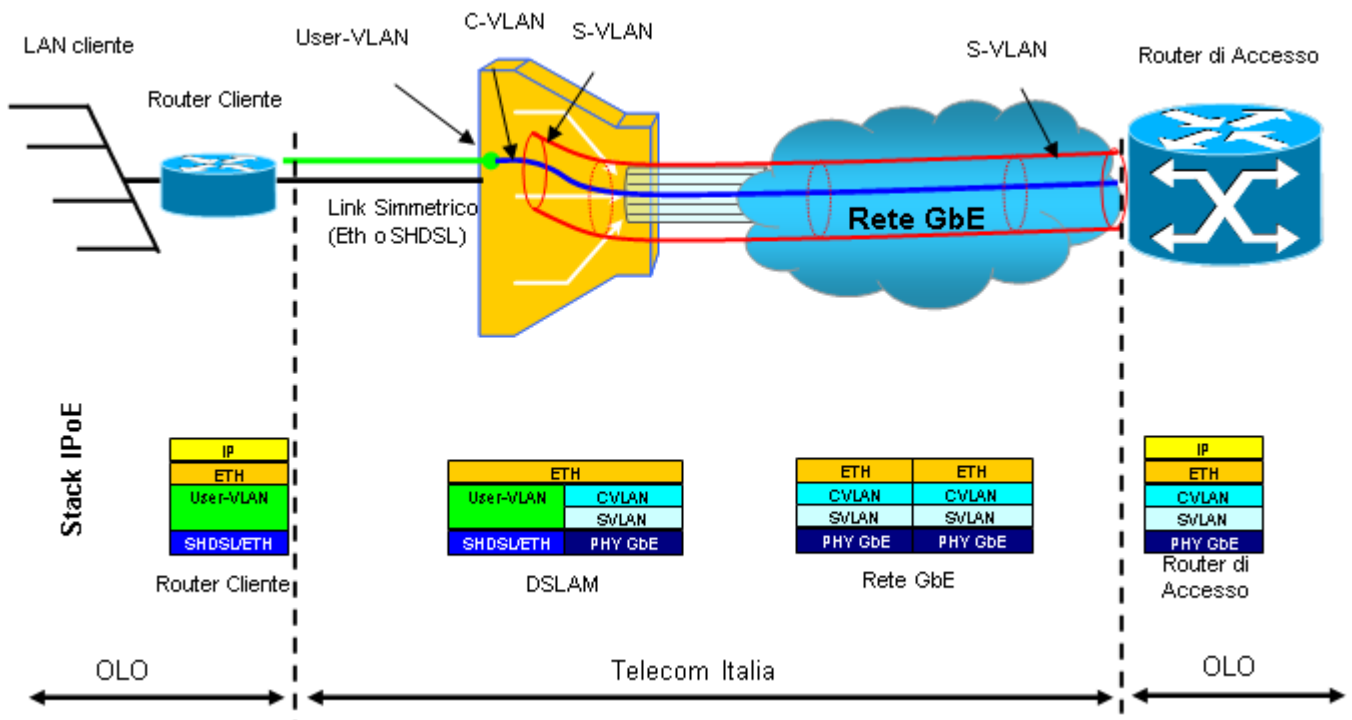 C-VLAN
User-VLAN
S-VLAN
S-VLAN
LAN cliente
Router di Accesso
Router Cliente
Link Simmetrico
(Eth o SHDSL)
Rete GbE
Stack IPoE
IP
ETH
User-VLAN
SHDSL/ETH
Router Cliente
ETH
User-VLAN
CVLAN
SVLAN
SHDSL/ETH
PHY GbE
DSLAM
ETH
ETH
CVLAN
CVLAN
SVLAN
SVLAN
PHY GbE
PHY GbE
Rete GbE
IP
ETH
CVLAN
SVLAN
PHY GbE
Router di
Accesso
OLO
Telecom Italia
OLO